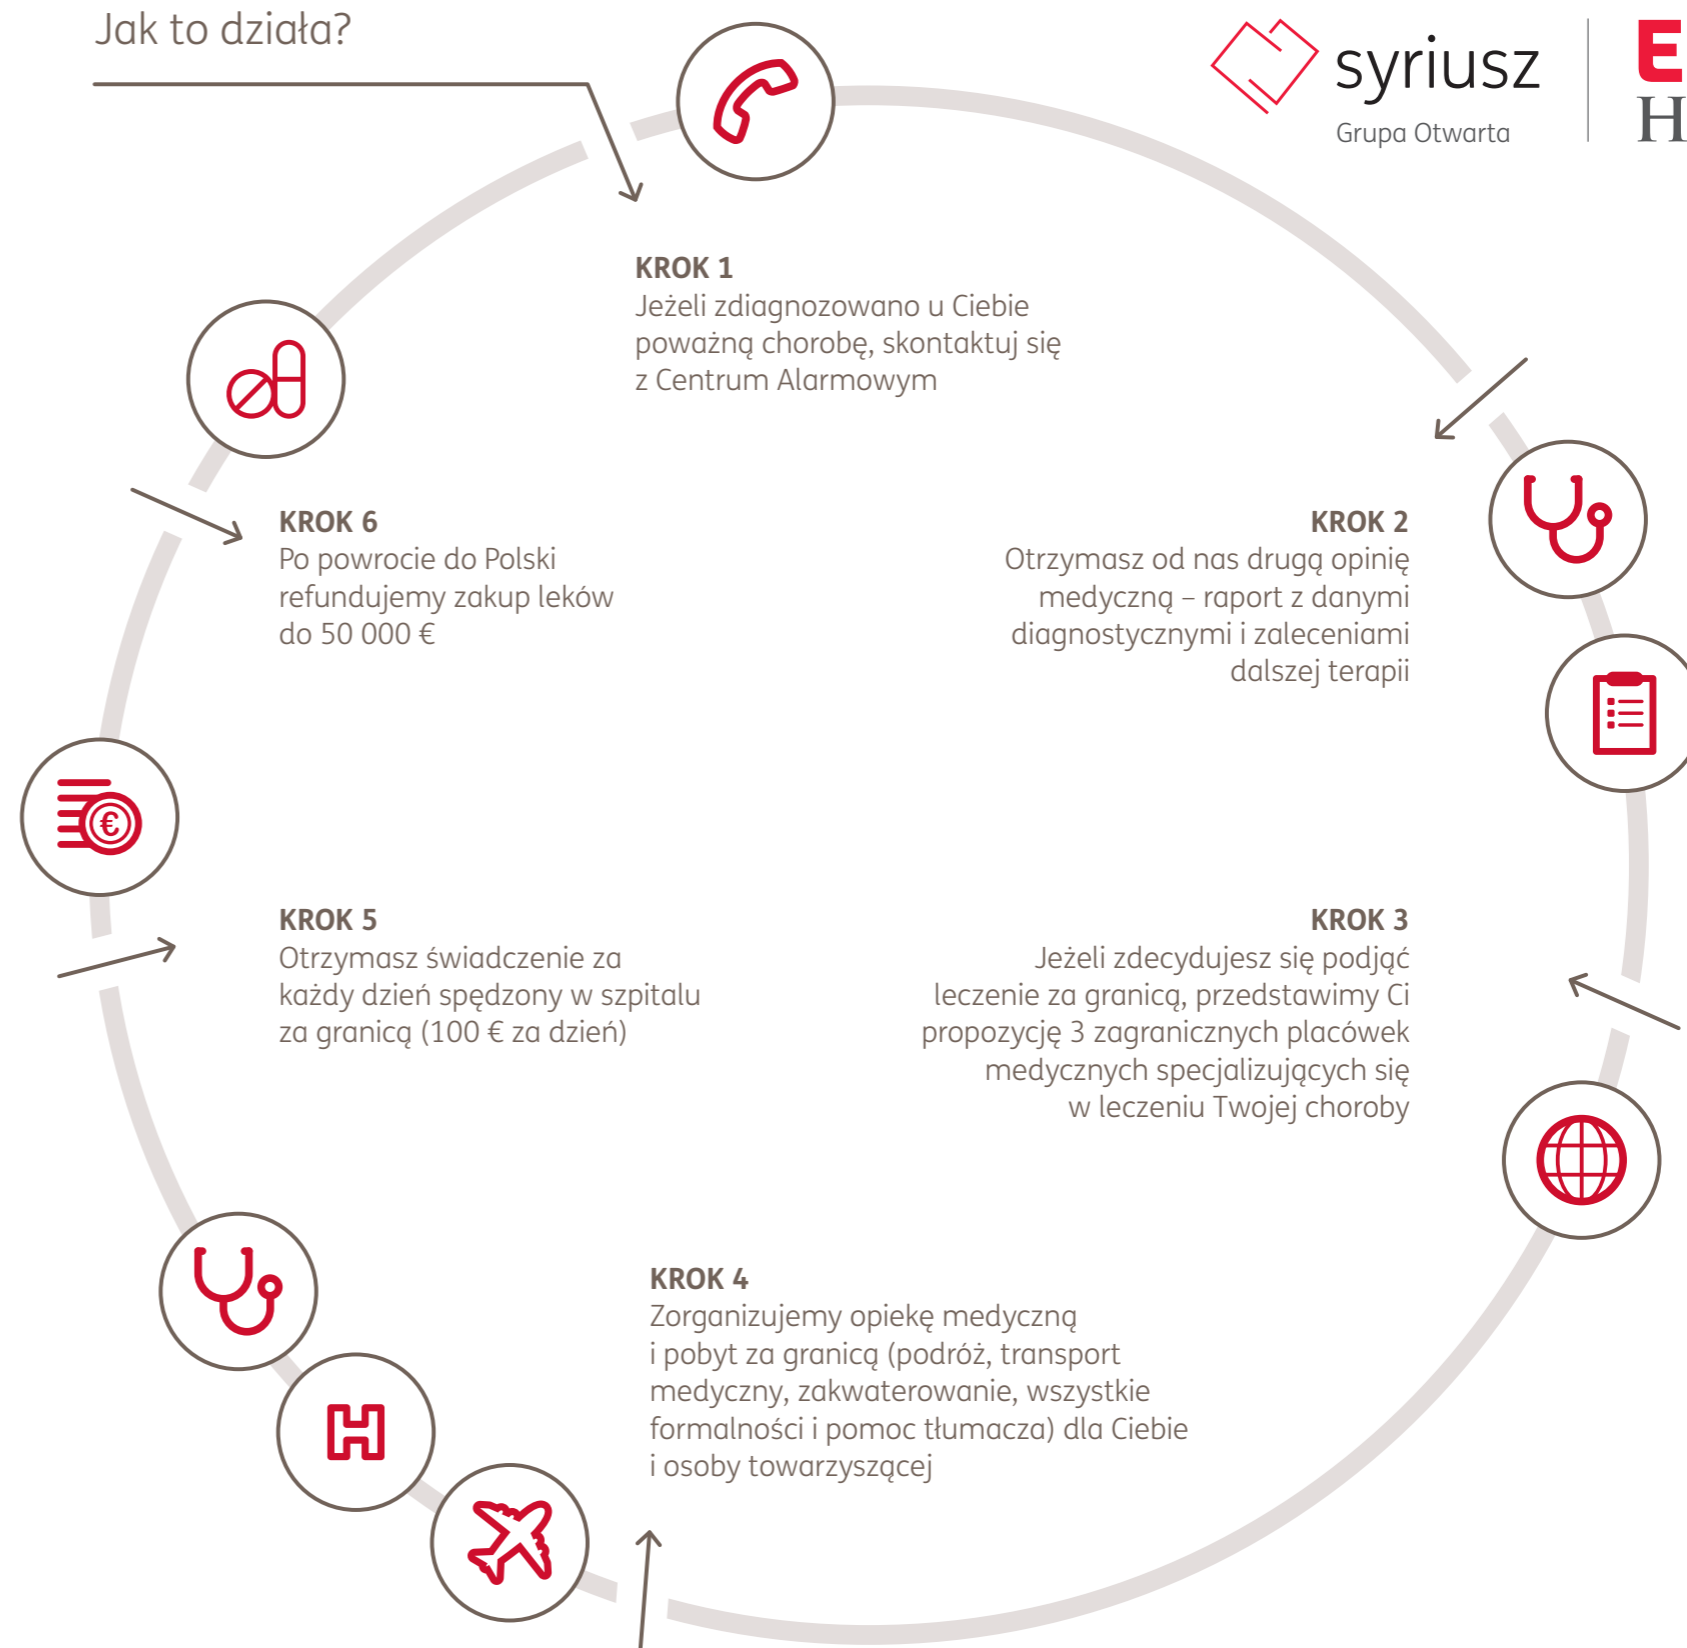 Jak to działa?
syriusz
Grupa Otwarta
E
H
KROK 1
Jeżeli zdiagnozowano u Ciebie
poważną chorobę, skontaktuj się
z Centrum Alarmowym
KROK 2
Otrzymasz od nas drugą opinię
medyczną – raport z danymi
diagnostycznymi i zaleceniami
dalszej terapii
KROK 3
Jeżeli zdecydujesz się podjąć
leczenie za granicą, przedstawimy Ci
propozycję 3 zagranicznych placówek
medycznych specjalizujących się
w leczeniu Twojej choroby
KROK 4
Zorganizujemy opiekę medyczną
i pobyt za granicą (podróż, transport
medyczny, zakwaterowanie, wszystkie
formalności i pomoc tłumacza) dla Ciebie
i osoby towarzyszącej
KROK 5
Otrzymasz świadczenie za
każdy dzień spędzony w szpitalu
za granicą (100 € za dzień)
KROK 6
Po powrocie do Polski
refundujemy zakup leków
do 50 000 €
€
H